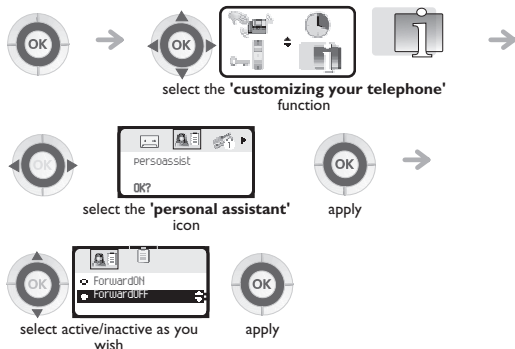 OK
OK
select the 'customizing your telephone'
function
OK
persoassist
OK?
OK
select the 'personal assistant'
icon
apply
OK
ForwardON
ForwardOFF
OK
select active/inactive as you
wish
apply